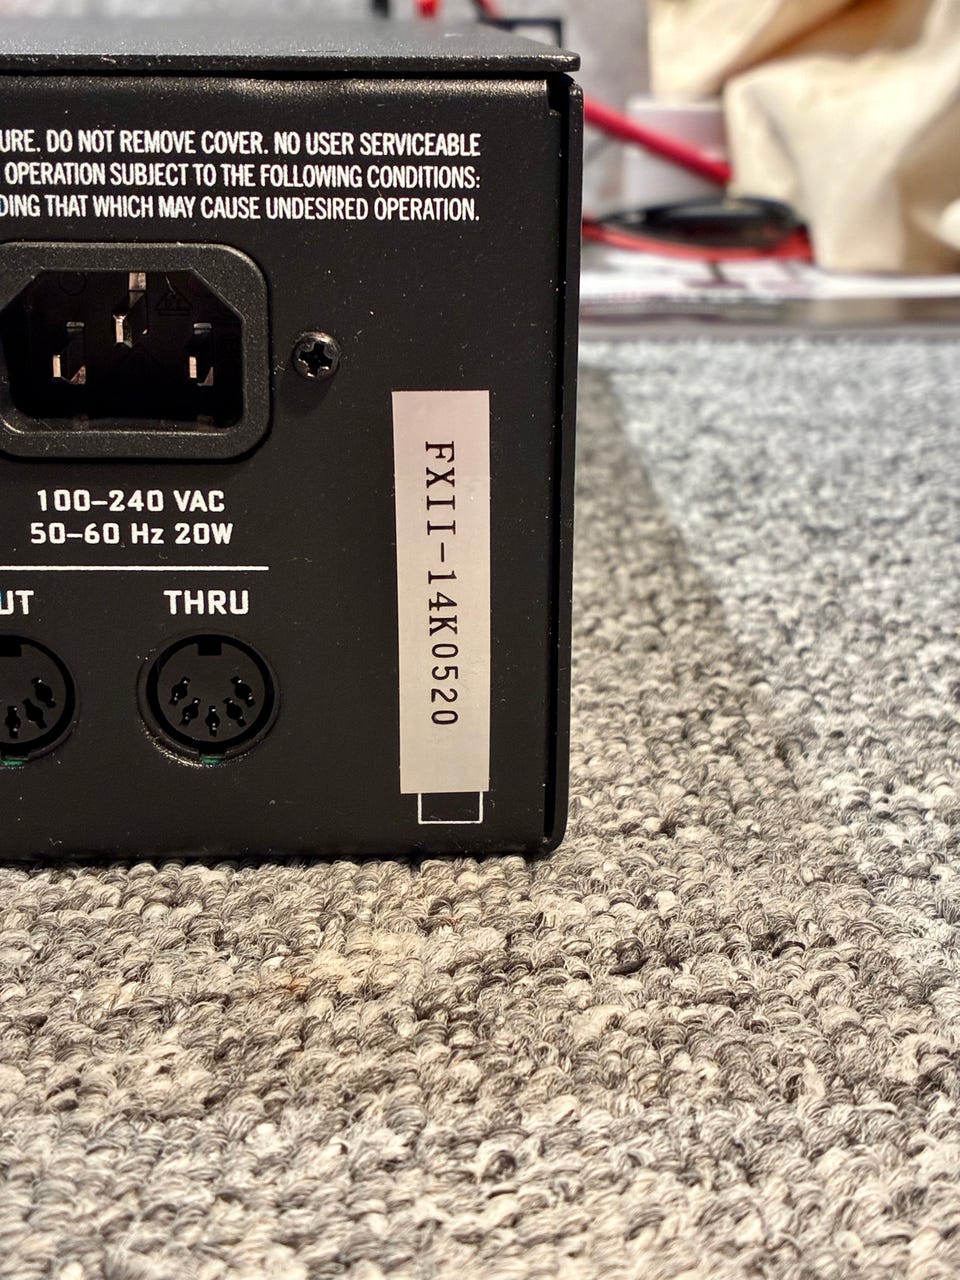 URE. DO NOT REMOVE COVER. NO USER SERVICEABLE
OPERATION SUBJECT TO THE FOLLOWING CONDITIONS:
DING THAT WHICH MAY CAUSE UNDESIRED OPERATION.
100–240 VAC
50–60 Hz 20W
UT
THRU
FXII-14K0520